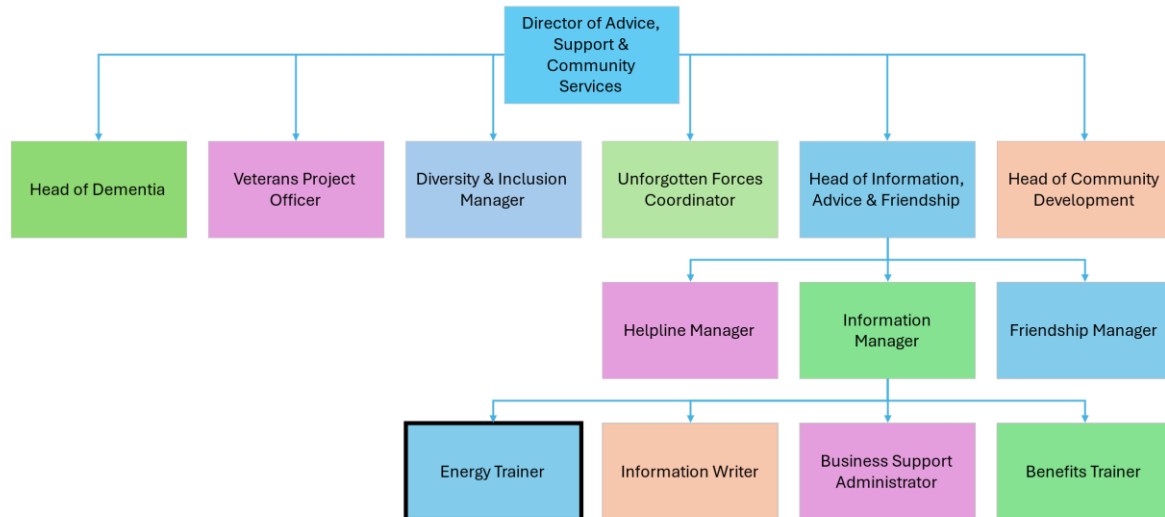 Director of Advice,
Support &
Community
Services
Head of Dementia
Veterans Project
Officer
Diversity & Inclusion
Manager
Unforgotten Forces
Coordinator
Head of Information,
Advice & Friendship
Head of Community
Development
Helpline Manager
Information
Manager
Friendship Manager
Energy Trainer
Information Writer
Business Support
Administrator
Benefits Trainer